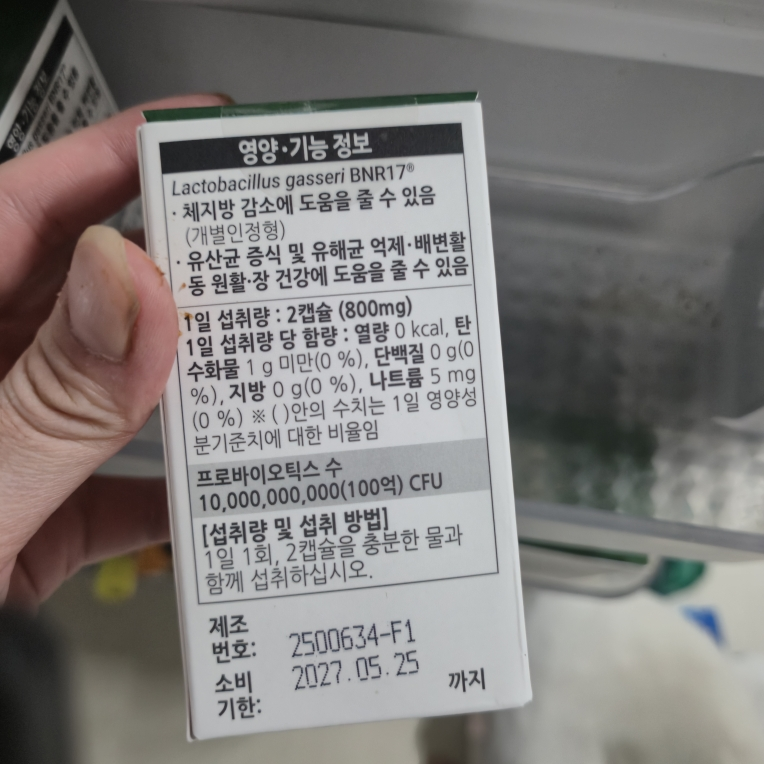 영양·기능 정보
Lactobacillus gasseri BNR17®
· 체지방 감소에 도움을 줄 수 있음
(개별인정형)
· 유산균 증식 및 유해균 억제·배변활
동 원활·장 건강에 도움을 줄 수 있음
1일 섭취량 : 2캡슐 (800mg)
1일 섭취량 당 함량 : 열량 0 kcal, 탄
수화물 1 g 미만(0 %), 단백질 0 g(0
%), 지방 0 g(0 %), 나트륨 5 mg
(0 %) ※ ( )안의 수치는 1일 영양성
분기준치에 대한 비율임
프로바이오틱스 수
10,000,000,000(100억) CFU
[섭취량 및 섭취 방법]
1일 1회, 2캡슐을 충분한 물과
함께 섭취하십시오.
제조
번호: 2500634-F1
소비 2027.05.25 까지
기한: